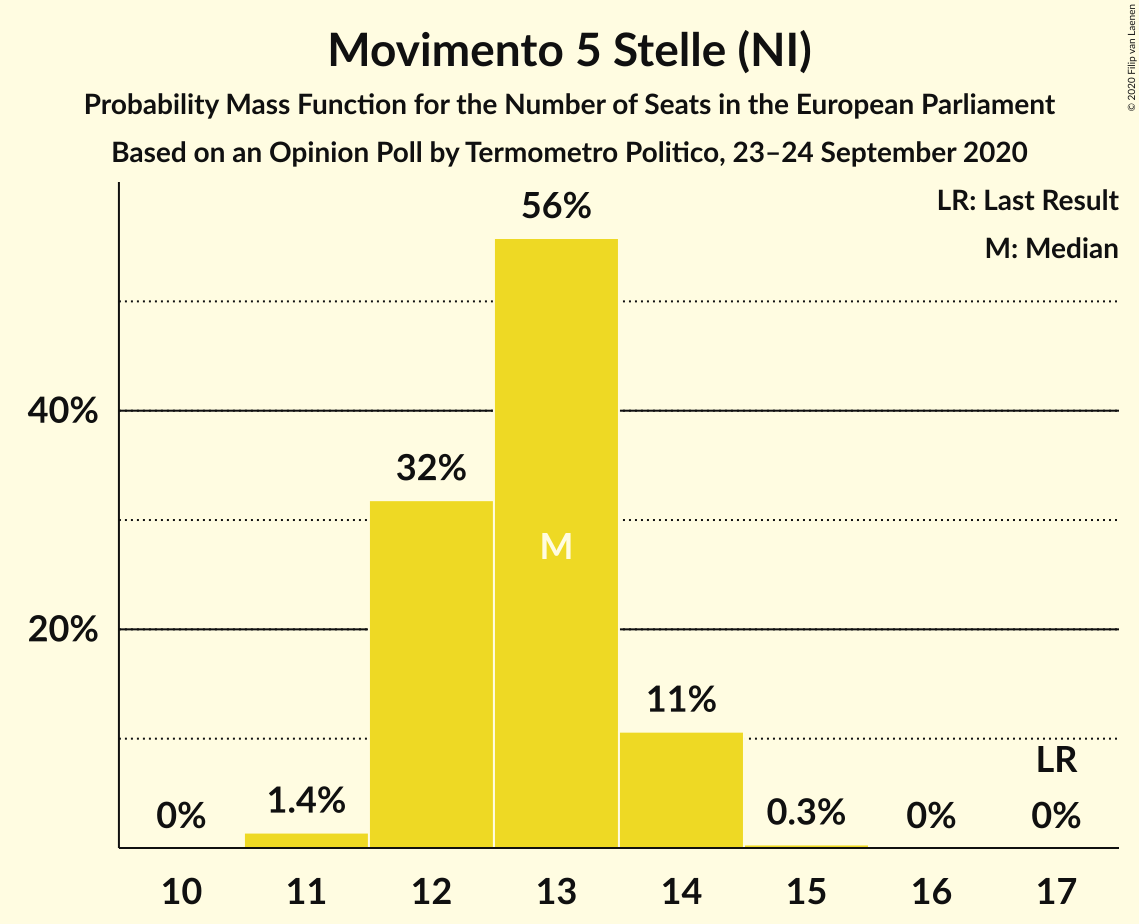 Movimento 5 Stelle (NI)
Probability Mass Function for the Number of Seats in the European Parliament
Based on an Opinion Poll by Termometro Politico, 23–24 September 2020
© 2020 Filip van Laenen
LR: Last Result
M: Median
56%
40%
32%
M
20%
11%
LR
0%
1.4%
0.3%
0%
0%
10
11
12
13
14
15
16
17